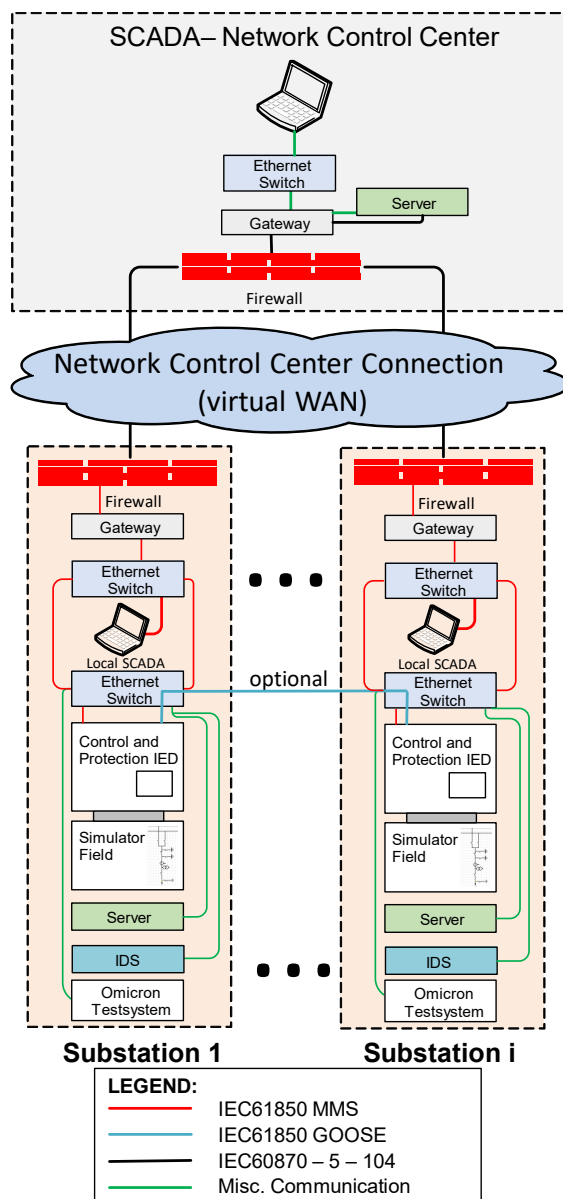 SCADA– Network Control Center
Ethernet
Switch
Server
Gateway
Firewall
Network Control Center Connection
(virtual WAN)
Firewall
Gateway
Ethernet
Switch
Local SCADA
Ethernet
Switch
Control and
Protection IED
Simulator
Field
Server
IDS
Omicron
Testsystem
Substation 1
optional
Firewall
Gateway
Ethernet
Switch
Local SCADA
Ethernet
Switch
Control and
Protection IED
Simulator
Field
Server
IDS
Omicron
Testsystem
Substation i
LEGEND:
IEC61850 MMS
IEC61850 GOOSE
IEC60870 – 5 – 104
Misc. Communication